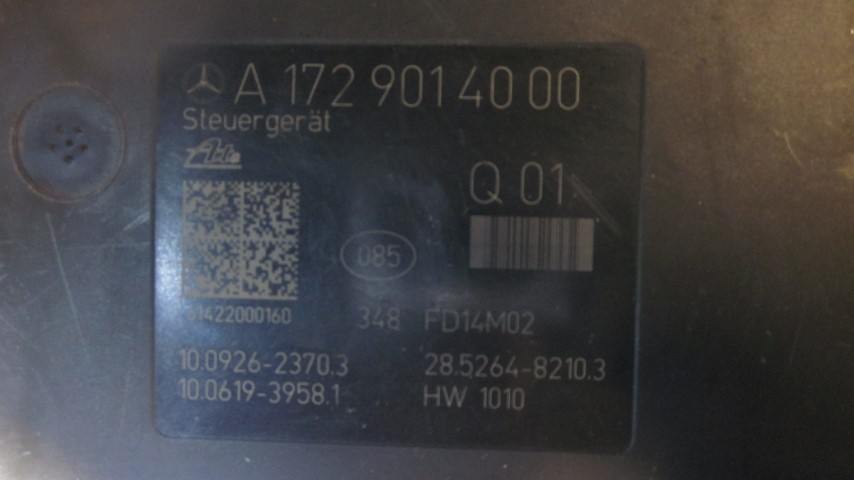 A 172 901 40 00
Steuergerät
Ate
Q 01
085
61422000160
348 FD14M02
10.0926-2370.3 28.5264-8210.3
10.0619-3958.1 HW 1010